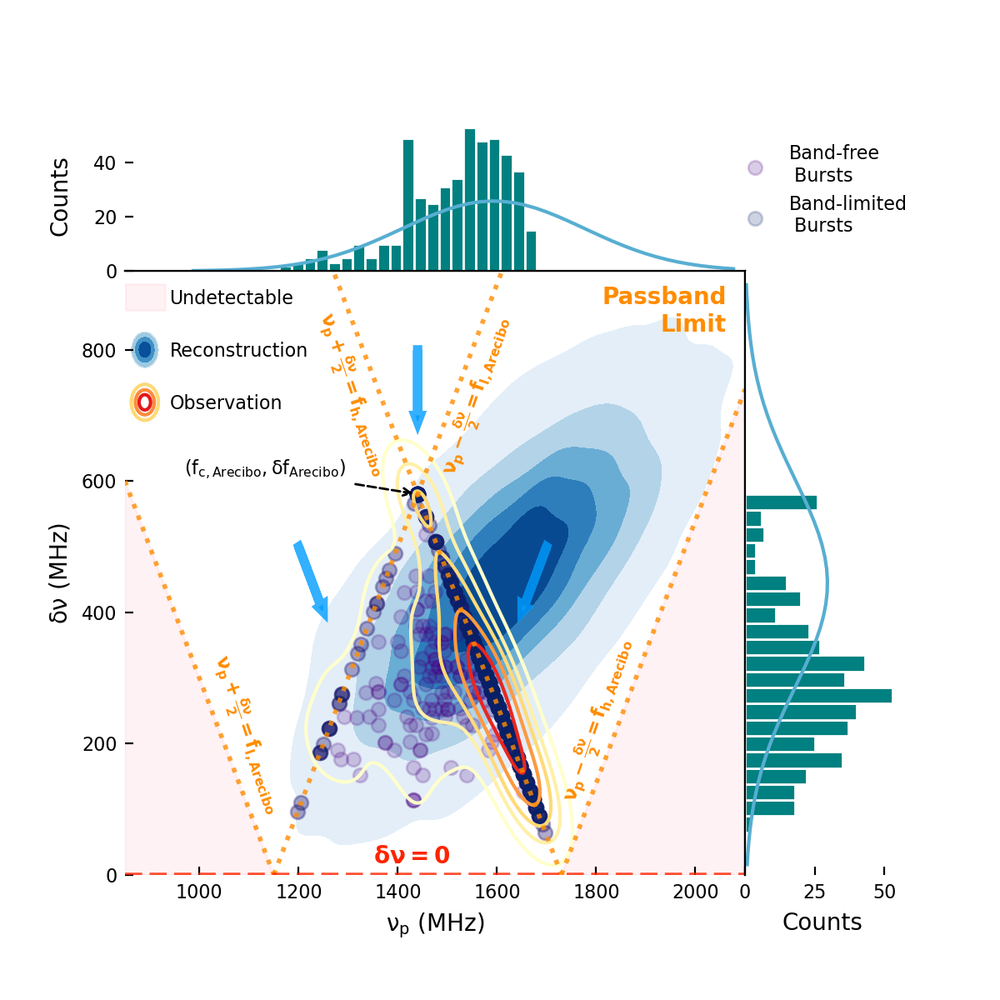 Counts
40
20
0
Band-free
Bursts
Band-limited
Bursts
Undetectable
Reconstruction
Observation
Passband
Limit
ν_p + δν/2 = f_h, Arecibo
ν_p − δν/2 = f_l, Arecibo
(f_c, Arecibo, δf_Arecibo)
ν_p + δν/2 = f_l, Arecibo
ν_p − δν/2 = f_h, Arecibo
δν = 0
δν (MHz)
800
600
400
200
0
1000 1200 1400 1600 1800 2000
ν_p (MHz)
0 25 50
Counts